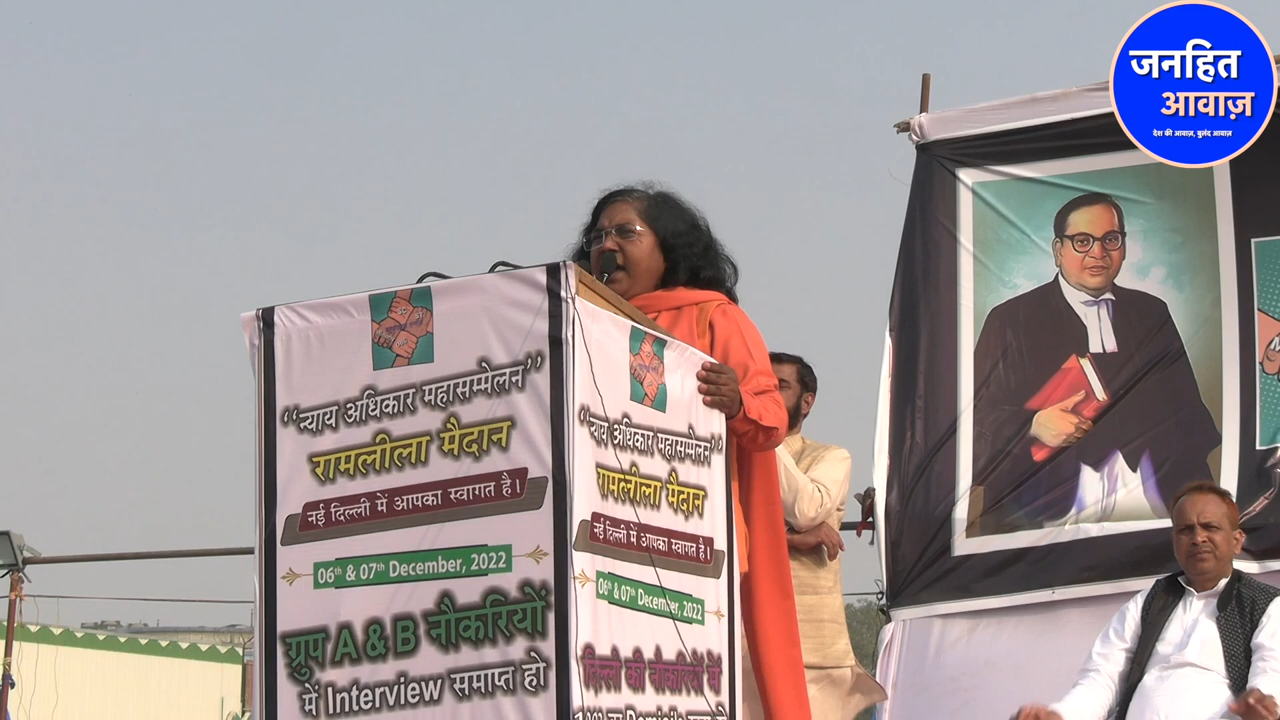 जनहित
आवाज़
देश की आवाज़, बुलंद आवाज़
‘‘न्याय अधिकार महासम्मेलन’’
रामलीला मैदान
नई दिल्ली में आपका स्वागत है।
06th & 07th December, 2022
ग्रुप A & B नौकरियों
में Interview समाप्त हो
‘‘न्याय अधिकार महासम्मेलन’’
रामलीला मैदान
नई दिल्ली में आपका स्वागत है।
06th & 07th December, 2022
दिल्ली की नौकरियों में